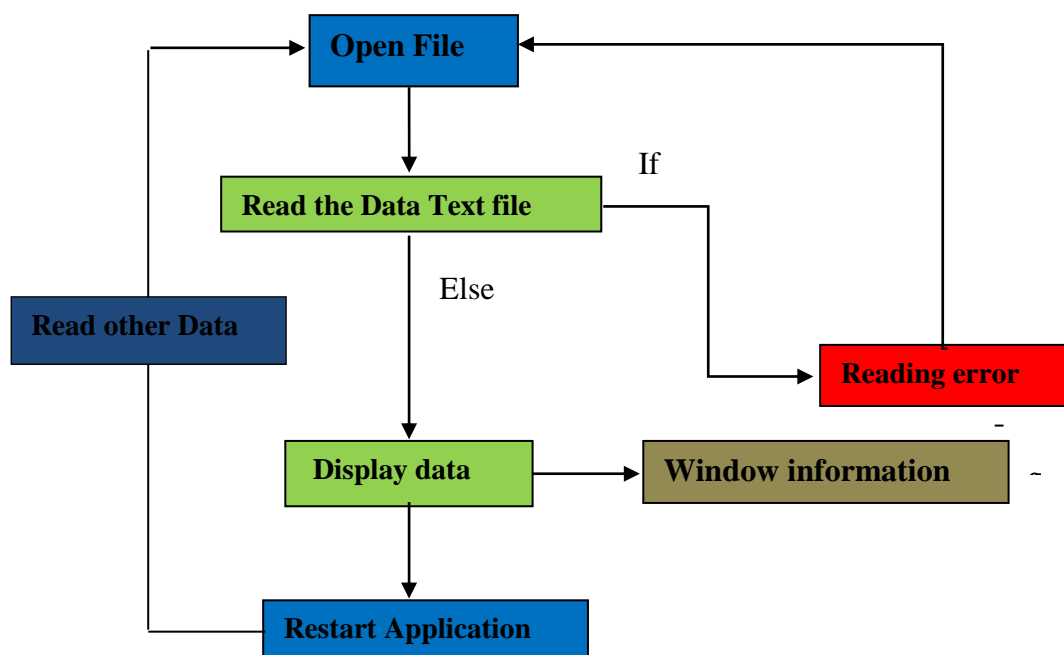 Open File
If
Read the Data Text file
Else
Read other Data
Reading error
Display data
Window information
Restart Application